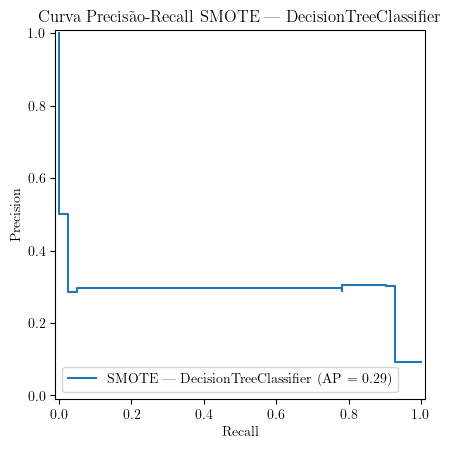 Curva Precisão-Recall SMOTE — DecisionTreeClassifier
1.0
0.8
0.6
0.4
0.2
0.0
Precision
SMOTE — DecisionTreeClassifier (AP = 0.29)
0.0 0.2 0.4 0.6 0.8 1.0
Recall